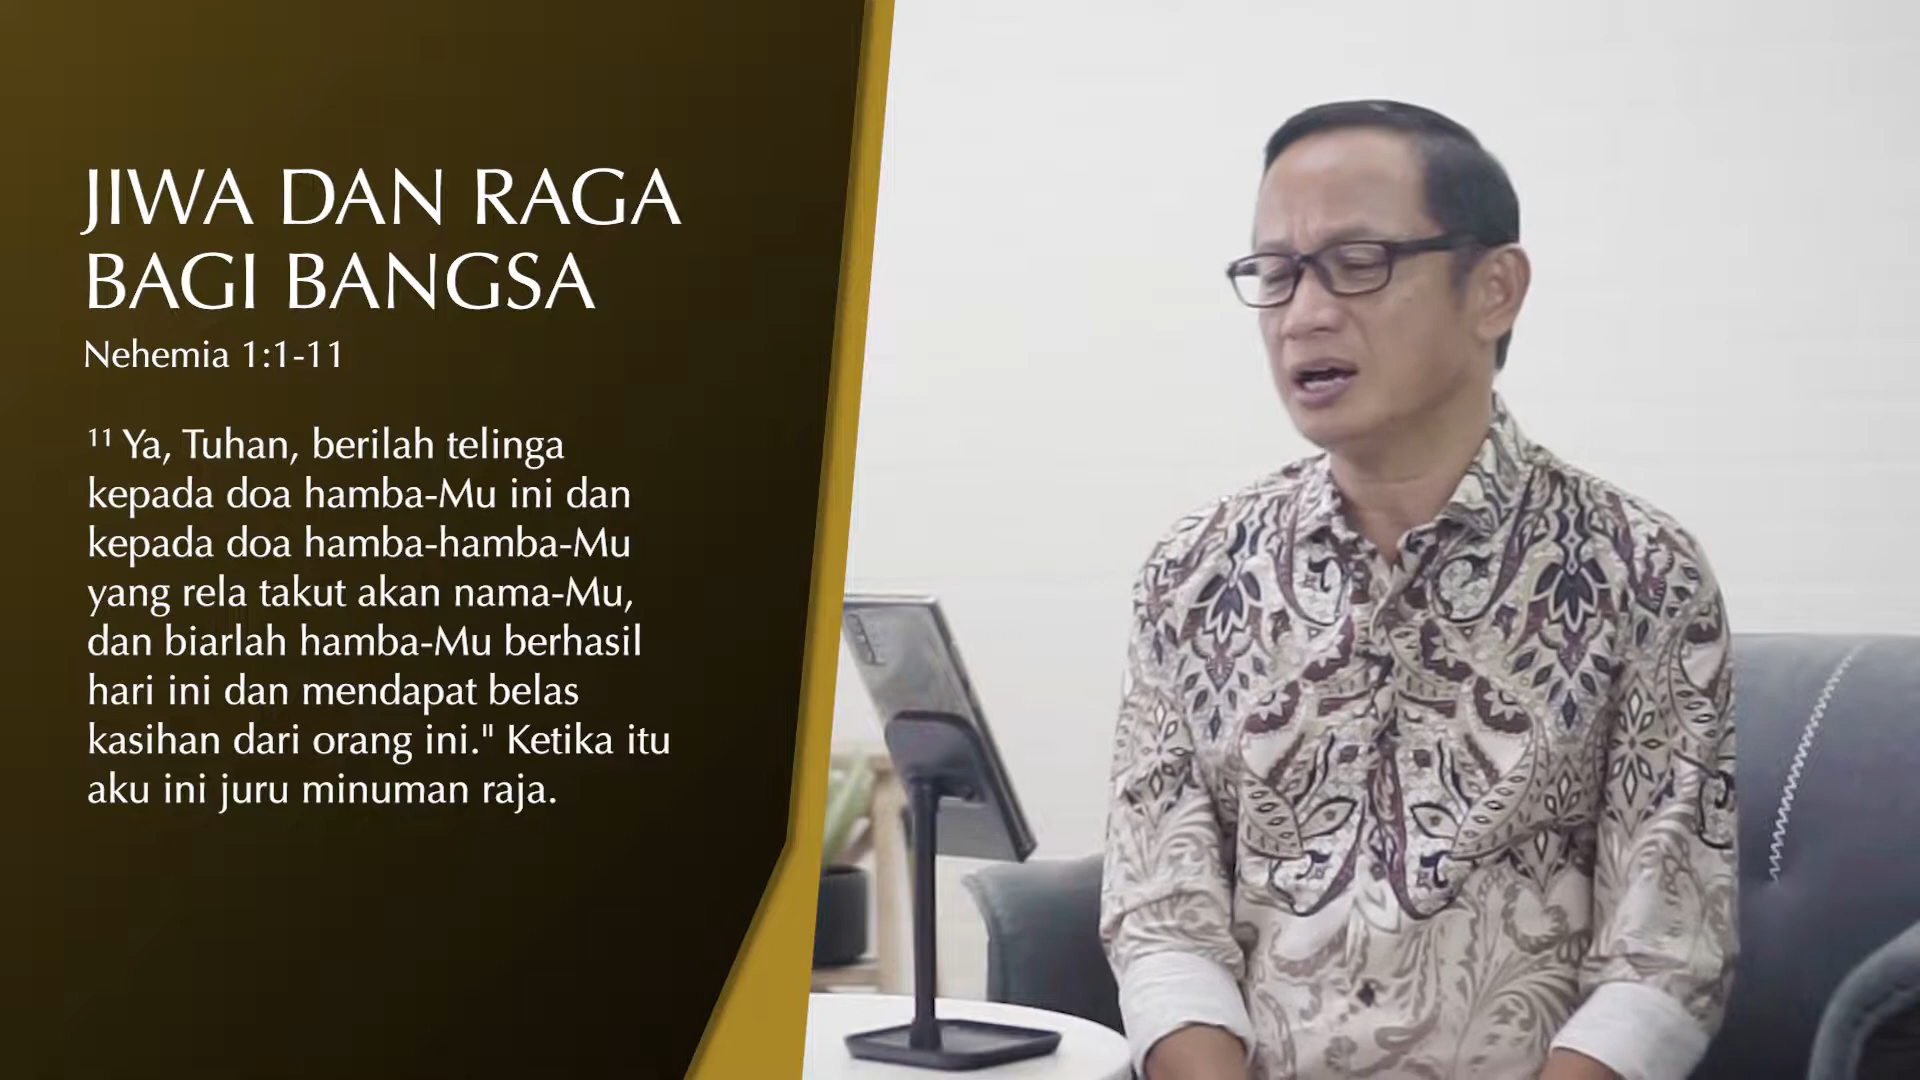 JIWA DAN RAGA
BAGI BANGSA
Nehemia 1:1-11
¹¹ Ya, Tuhan, berilah telinga
kepada doa hamba-Mu ini dan
kepada doa hamba-hamba-Mu
yang rela takut akan nama-Mu,
dan biarlah hamba-Mu berhasil
hari ini dan mendapat belas
kasihan dari orang ini." Ketika itu
aku ini juru minuman raja.